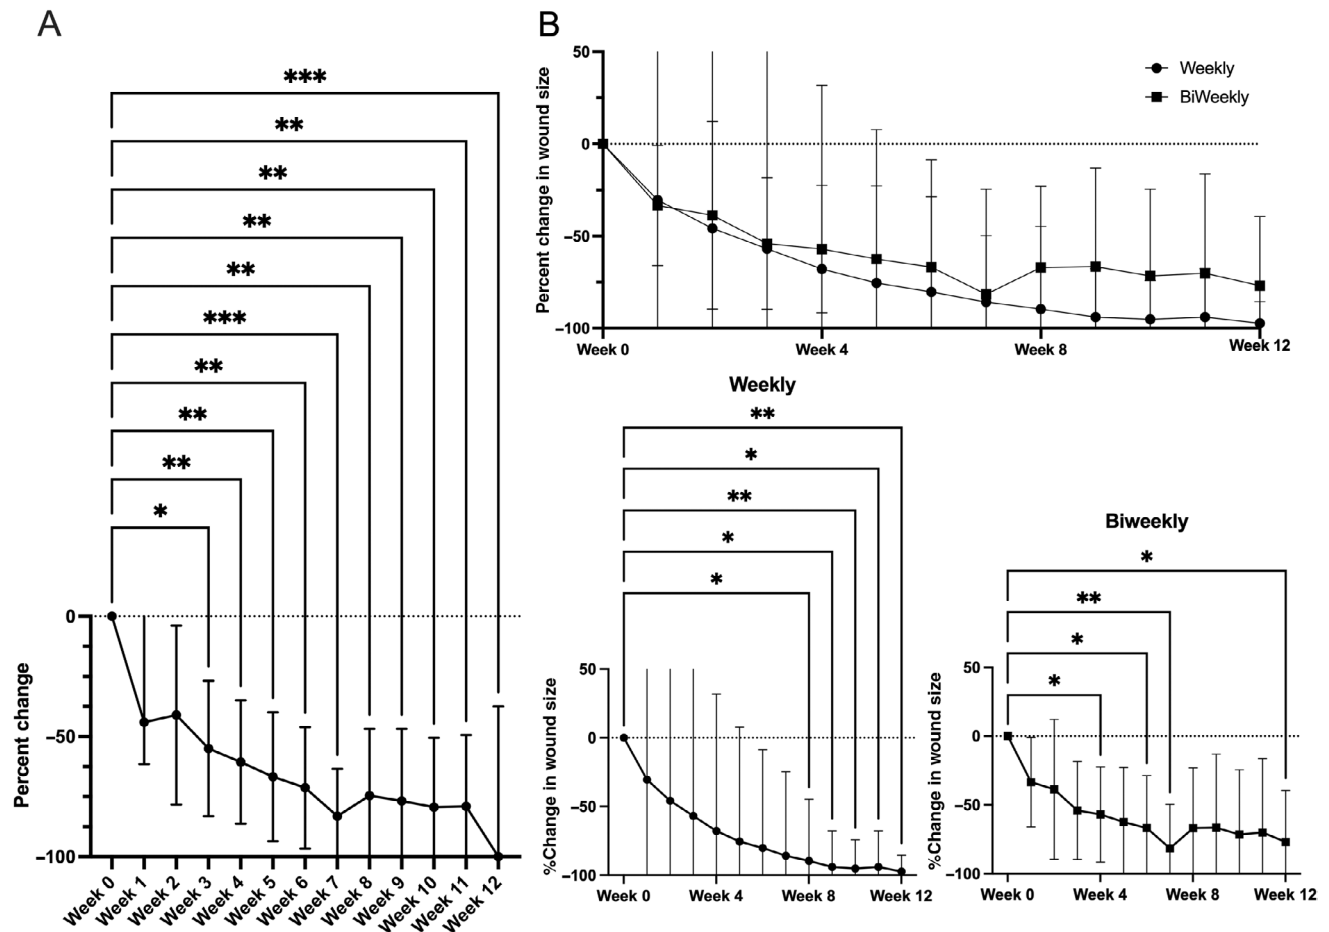 A
***
**
**
**
**
***
**
**
**
*
0
−50
−100
Percent change
Week 0
Week 1
Week 2
Week 3
Week 4
Week 5
Week 6
Week 7
Week 8
Week 9
Week 10
Week 11
Week 12
B
50
0
−50
−100
Percent change in wound size
Weekly
BiWeekly
Week 0
Week 4
Week 8
Week 12
Weekly
**
*
**
*
*
50
0
−50
−100
%Change in wound size
Week 0
Week 4
Week 8
Week 12
Biweekly
*
**
*
*
50
0
−50
−100
%Change in wound size
Week 0
Week 4
Week 8
Week 12